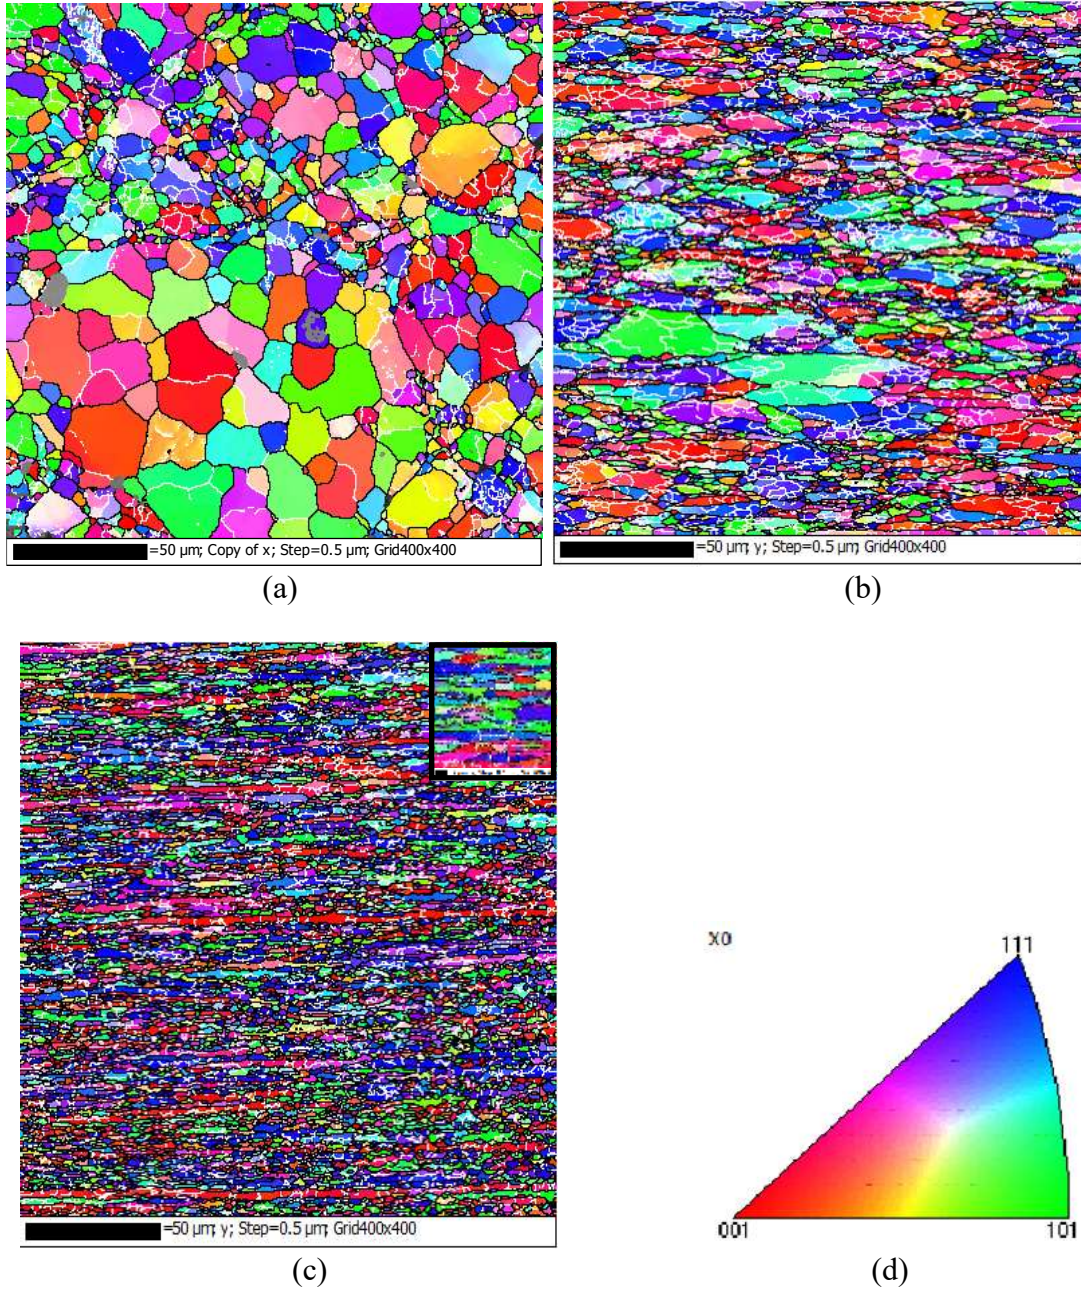 =50 µm; Copy of x; Step=0.5 µm; Grid400x400
=50 µm; y; Step=0.5 µm; Grid400x400
(a)
(b)
=50 µm; y; Step=0.5 µm; Grid400x400
X0
111
001
101
(c)
(d)